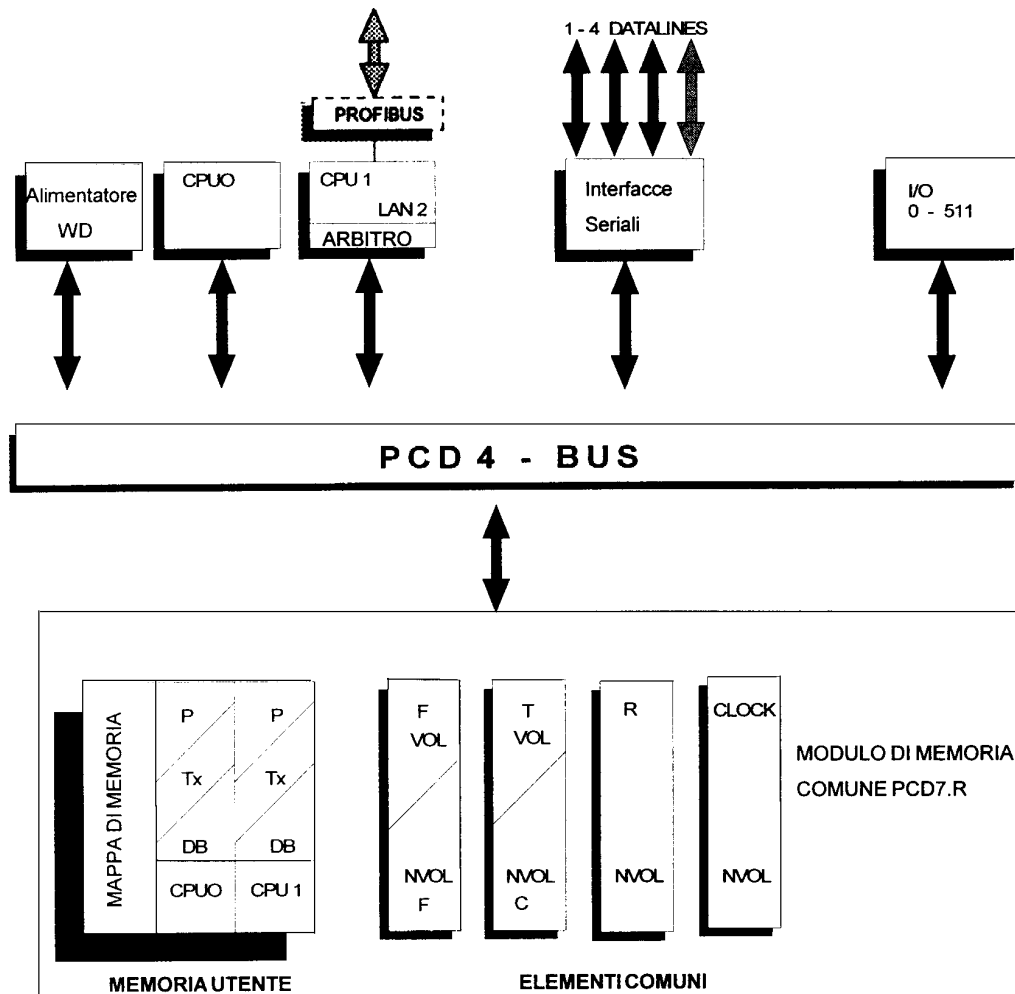 1 - 4 DATALINES
PROFIBUS
Alimentatore
WD
CPUO
CPU 1
LAN 2
ARBITRO
Interfacce
Seriali
I/O
0 - 511
PCD 4 - BUS
MAPPA DI MEMORIA
P
P
Tx
Tx
DB
DB
CPUO
CPU 1
F
VOL
NVOL
F
T
VOL
NVOL
C
R
NVOL
CLOCK
NVOL
MODULO DI MEMORIA
COMUNE PCD7.R
MEMORIA UTENTE
ELEMENTI COMUNI